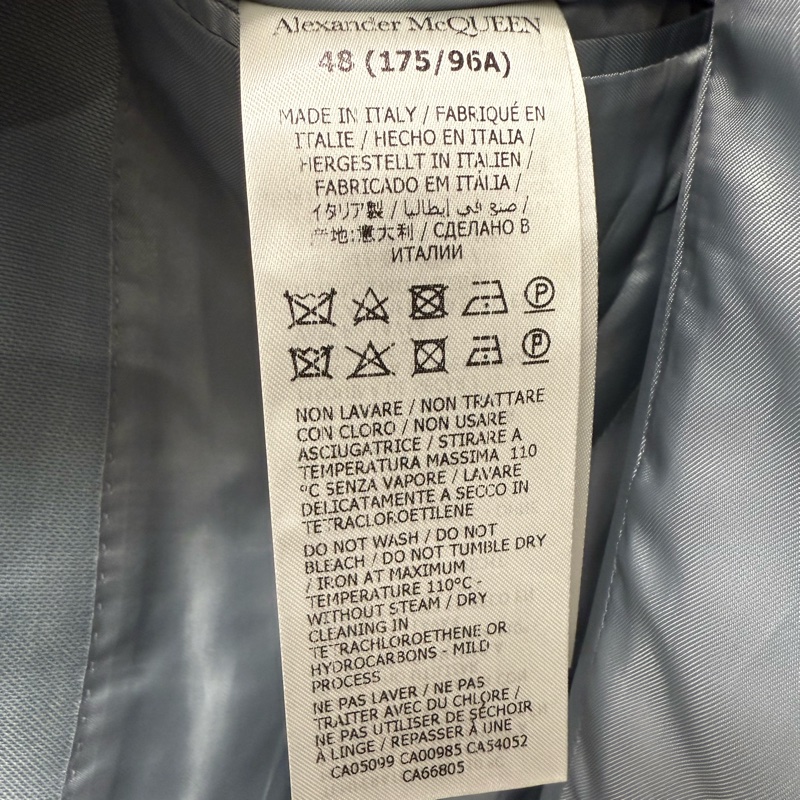 Alexander McQUEEN
48 (175/96A)
MADE IN ITALY / FABRIQUÉ EN
ITALIE / HECHO EN ITALIA /
HERGESTELLT IN ITALIEN /
FABRICADO EM ITÁLIA /
イタリア製 / صنع في إيطاليا /
产地:意大利 / СДЕЛАНО В
ИТАЛИИ
P
P
NON LAVARE / NON TRATTARE
CON CLORO / NON USARE
ASCIUGATRICE / STIRARE A
TEMPERATURA MASSIMA 110
°C SENZA VAPORE / LAVARE
DELICATAMENTE A SECCO IN
TETRACLOROETILENE
DO NOT WASH / DO NOT
BLEACH / DO NOT TUMBLE DRY
/ IRON AT MAXIMUM
TEMPERATURE 110°C -
WITHOUT STEAM / DRY
CLEANING IN
TETRACHLOROETHENE OR
HYDROCARBONS - MILD
PROCESS
NE PAS LAVER / NE PAS
TRAITER AVEC DU CHLORE /
NE PAS UTILISER DE SÉCHOIR
À LINGE / REPASSER À UNE
CA05099 CA00985 CA54052
CA66805